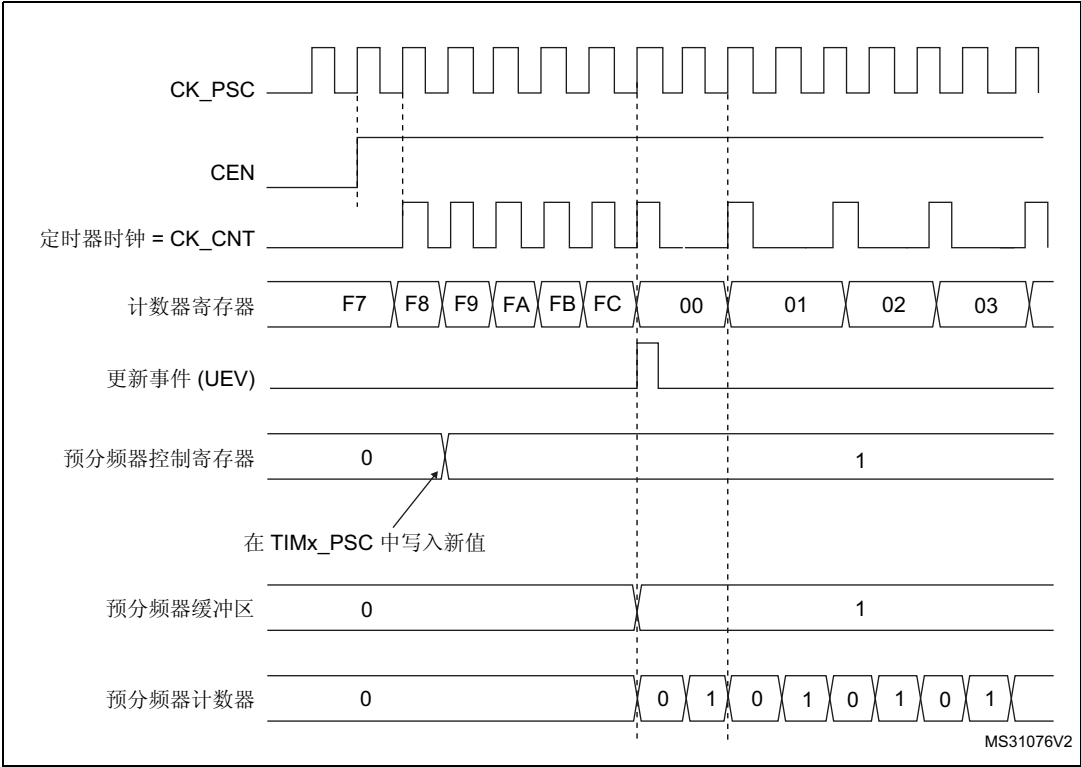 CK_PSC
CEN
定时器时钟 = CK_CNT
计数器寄存器 F7 F8 F9 FA FB FC 00 01 02 03
更新事件 (UEV)
预分频器控制寄存器 0 1
在 TIMx_PSC 中写入新值
预分频器缓冲区 0 1
预分频器计数器 0 0 1 0 1 0 1 0 1
MS31076V2